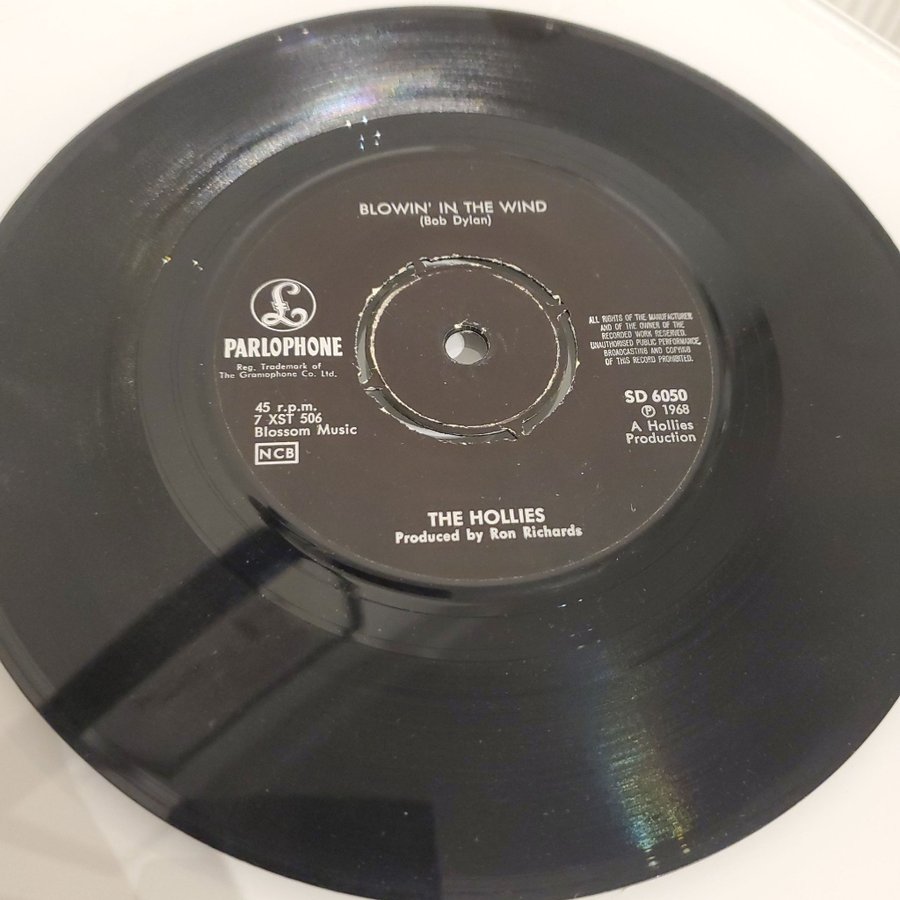 BLOWIN' IN THE WIND
(Bob Dylan)
£
PARLOPHONE
Reg. Trademark of
The Gramophone Co. Ltd.
45 r.p.m.
7 XST 506
Blossom Music
NCB
ALL RIGHTS OF THE MANUFACTURER
AND OF THE OWNER OF THE
RECORDED WORK RESERVED.
UNAUTHORISED PUBLIC PERFORMANCE,
BROADCASTING AND COPYING
OF THIS RECORD PROHIBITED.
SD 6050
℗ 1968
A Hollies
Production
THE HOLLIES
Produced by Ron Richards